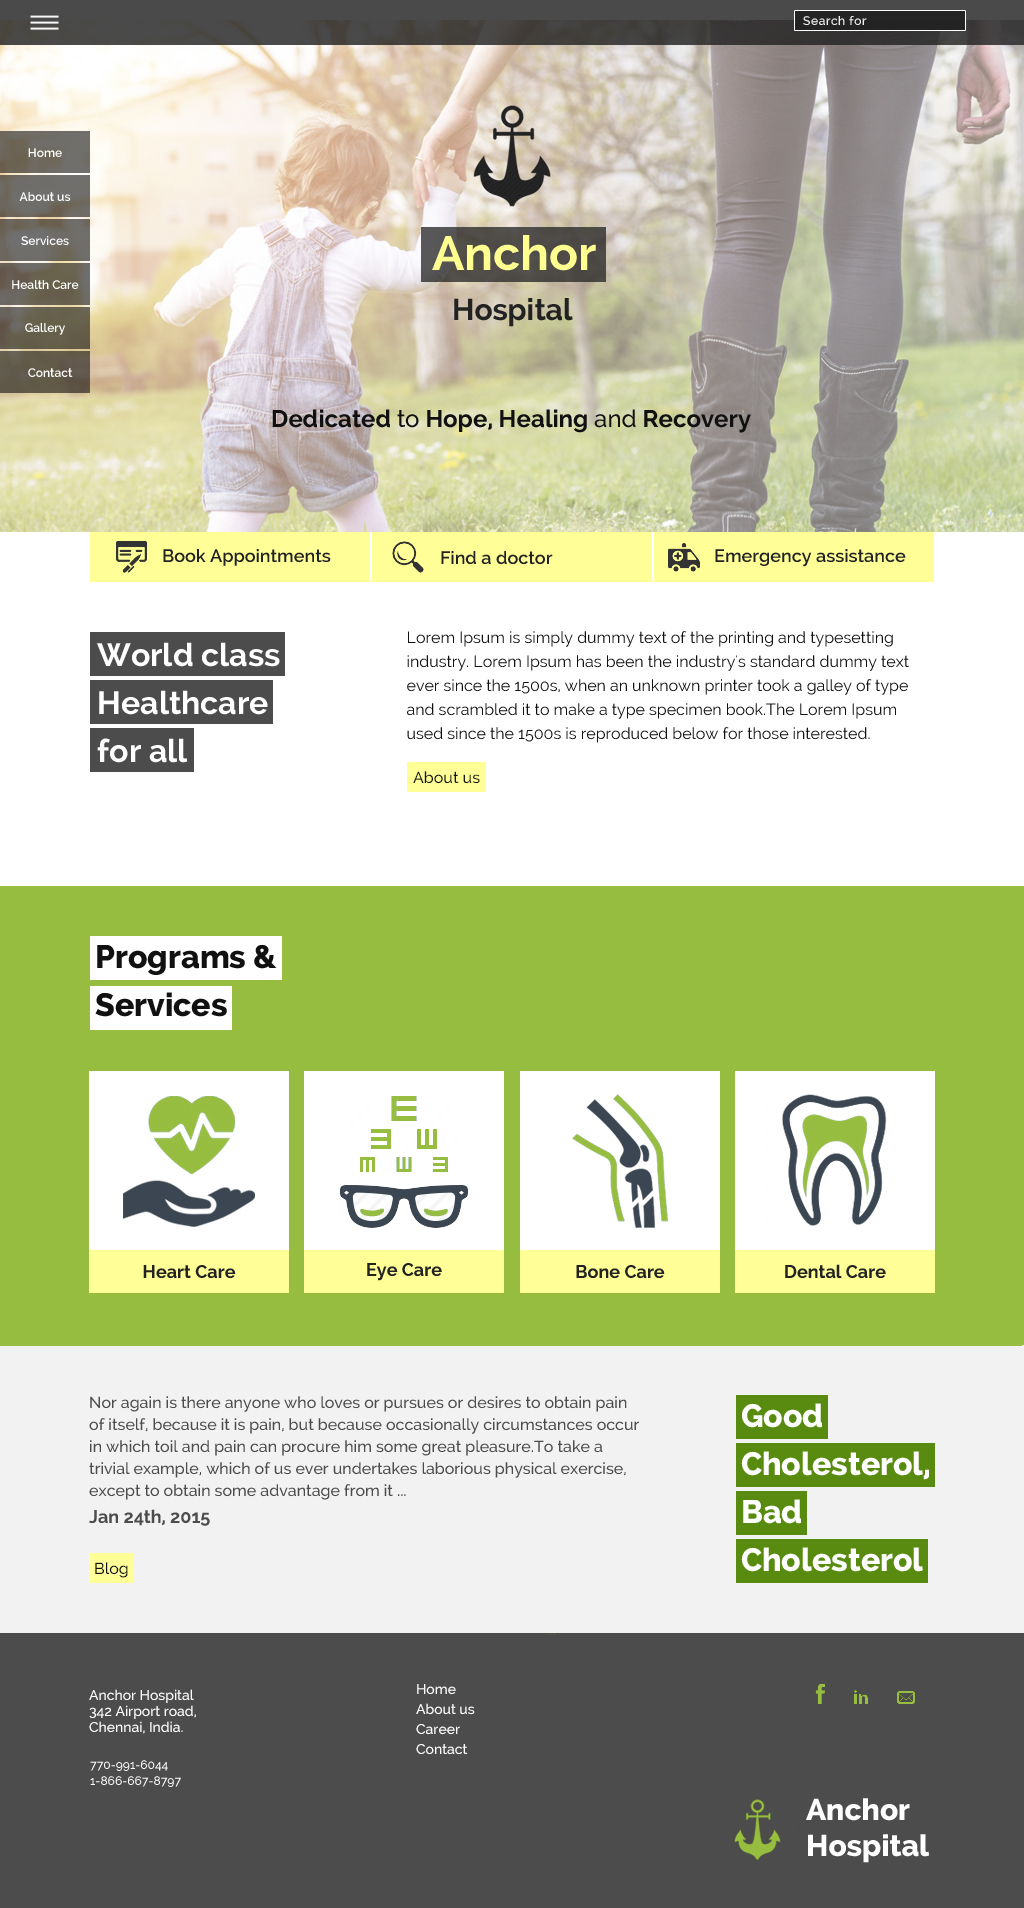 Search for
Home
About us
Services
Health Care
Gallery
Contact
Anchor
Hospital
Dedicated to Hope, Healing and Recovery
Book Appointments
Find a doctor
Emergency assistance
World class
Healthcare
for all
Lorem Ipsum is simply dummy text of the printing and typesetting
industry. Lorem Ipsum has been the industry's standard dummy text
ever since the 1500s, when an unknown printer took a galley of type
and scrambled it to make a type specimen book.The Lorem Ipsum
used since the 1500s is reproduced below for those interested.
About us
Programs &
Services
Heart Care
Eye Care
Bone Care
Dental Care
Nor again is there anyone who loves or pursues or desires to obtain pain
of itself, because it is pain, but because occasionally circumstances occur
in which toil and pain can procure him some great pleasure.To take a
trivial example, which of us ever undertakes laborious physical exercise,
except to obtain some advantage from it ...
Jan 24th, 2015
Blog
Good
Cholesterol,
Bad
Cholesterol
Anchor Hospital
342 Airport road,
Chennai, India.
770-991-6044
1-866-667-8797
Home
About us
Career
Contact
f
in
Anchor
Hospital